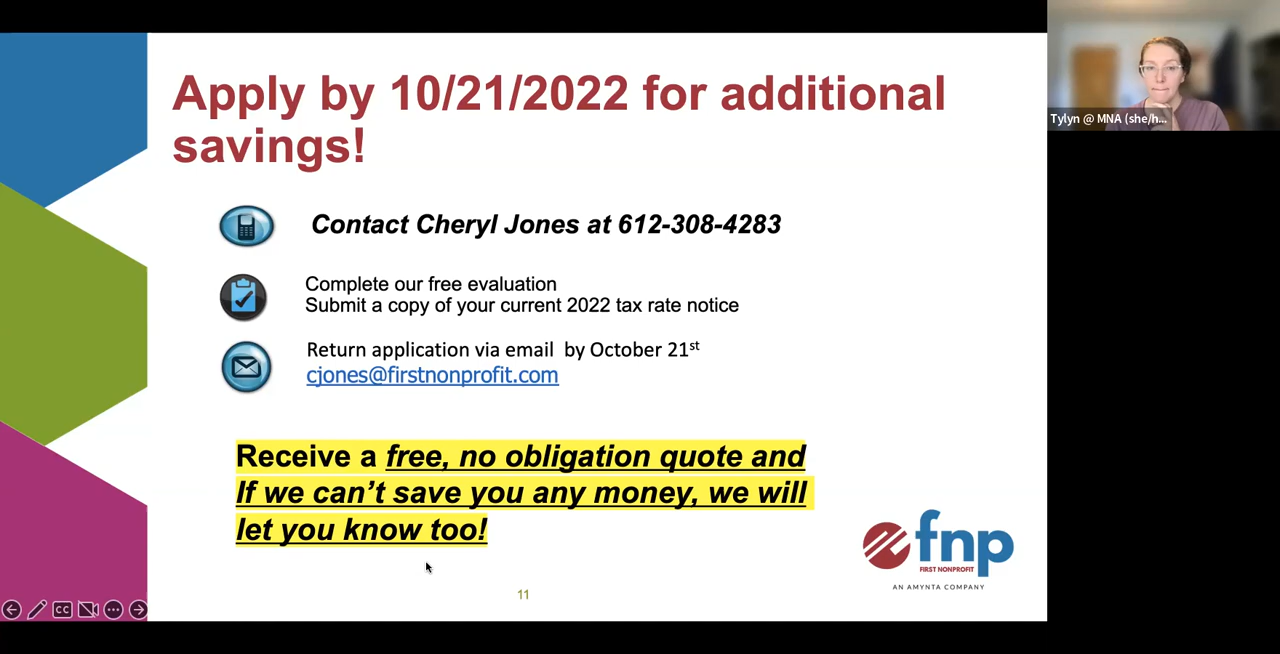 Apply by 10/21/2022 for additional
savings!
Tylyn @ MNA (she/h...
Contact Cheryl Jones at 612-308-4283
Complete our free evaluation
Submit a copy of your current 2022 tax rate notice
Return application via email by October 21st
cjones@firstnonprofit.com
Receive a free, no obligation quote and
If we can't save you any money, we will
let you know too!
fnp
FIRST NONPROFIT
AN AMYNTA COMPANY
11
CC